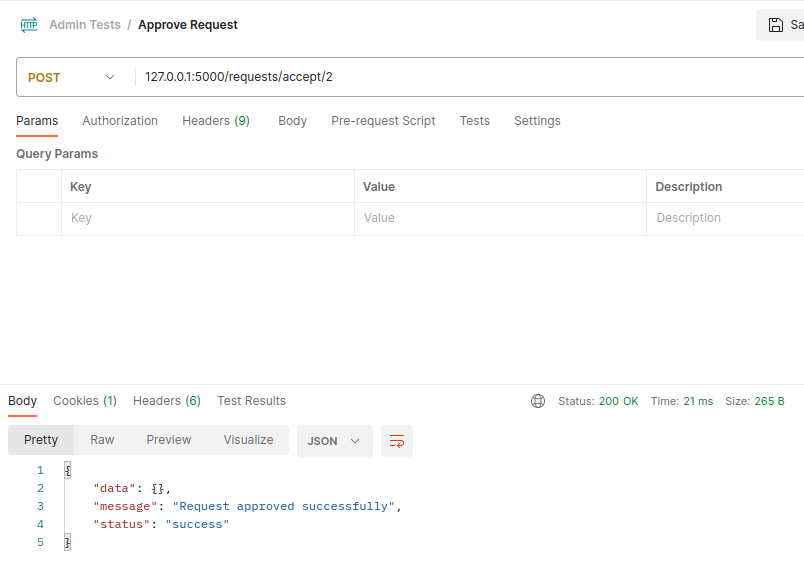 HTTP Admin Tests / Approve Request
Sa
POST 127.0.0.1:5000/requests/accept/2
Params Authorization Headers (9) Body Pre-request Script Tests Settings
Query Params
Key Value Description
Key Value Description
Body Cookies (1) Headers (6) Test Results Status: 200 OK Time: 21 ms Size: 265 B
Pretty Raw Preview Visualize JSON
1 {
2 "data": {},
3 "message": "Request approved successfully",
4 "status": "success"
5 }